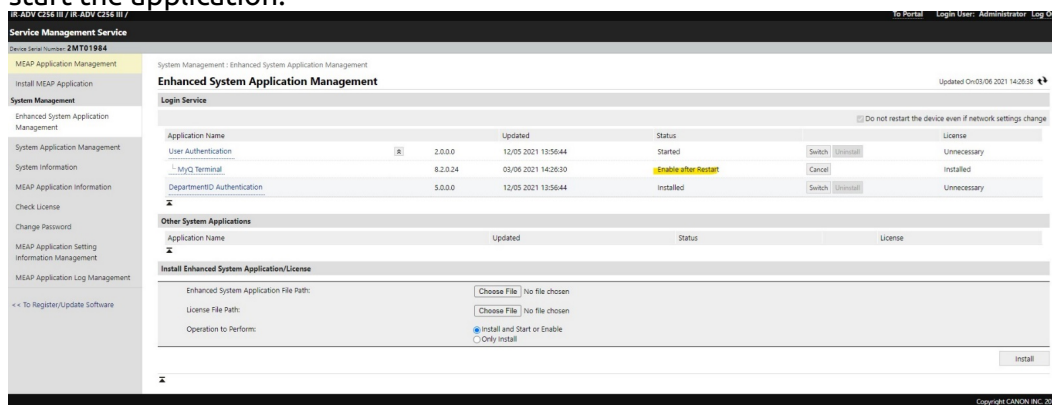 start the application.
iR-ADV C256 III / iR-ADV C256 III /
To Portal Login User: Administrator Log O
Service Management Service
Device Serial Number: 2MT01984
MEAP Application Management
Install MEAP Application
System Management
Enhanced System Application
Management
System Application Management
System Information
MEAP Application Information
Check License
Change Password
MEAP Application Setting
Information Management
MEAP Application Log Management
<< To Register/Update Software
System Management : Enhanced System Application Management
Enhanced System Application Management
Updated On:03/06 2021 14:26:38
Login Service
Do not restart the device even if network settings change
Application Name Updated Status License
User Authentication 2.0.0.0 12/05 2021 13:56:44 Started Switch Uninstall Unnecessary
MyQ Terminal 8.2.0.24 03/06 2021 14:26:30 Enable after Restart Cancel Installed
DepartmentID Authentication 5.0.0.0 12/05 2021 13:56:44 Installed Switch Uninstall Unnecessary
Other System Applications
Application Name Updated Status License
Install Enhanced System Application/License
Enhanced System Application File Path: Choose File No file chosen
License File Path: Choose File No file chosen
Operation to Perform: Install and Start or Enable
Only Install
Install
Copyright CANON INC. 20